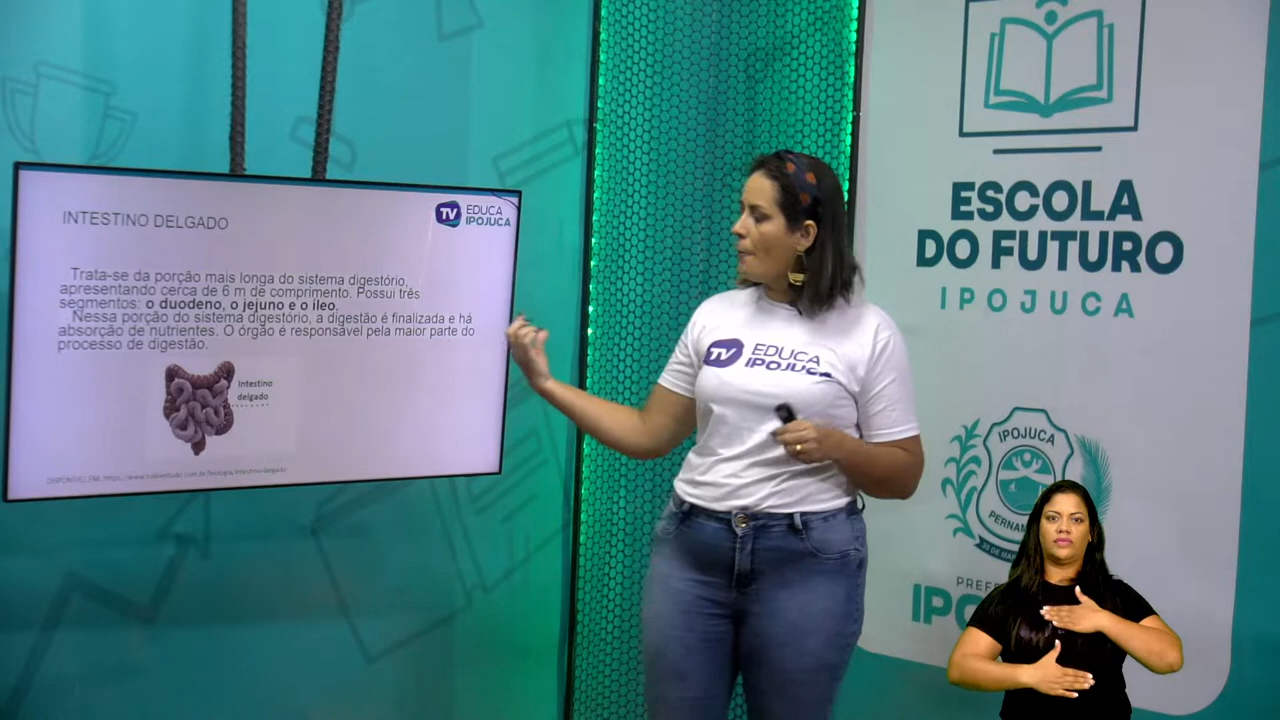 INTESTINO DELGADO
TV EDUCA
IPOJUCA
Trata-se da porção mais longa do sistema digestório,
apresentando cerca de 6 m de comprimento. Possui três
segmentos: o duodeno, o jejuno e o íleo.
Nessa porção do sistema digestório, a digestão é finalizada e há
absorção de nutrientes. O órgão é responsável pela maior parte do
processo de digestão.
Intestino
delgado
TV EDUCA
IPOJUCA
ESCOLA
DO FUTURO
IPOJUCA
IPOJUCA